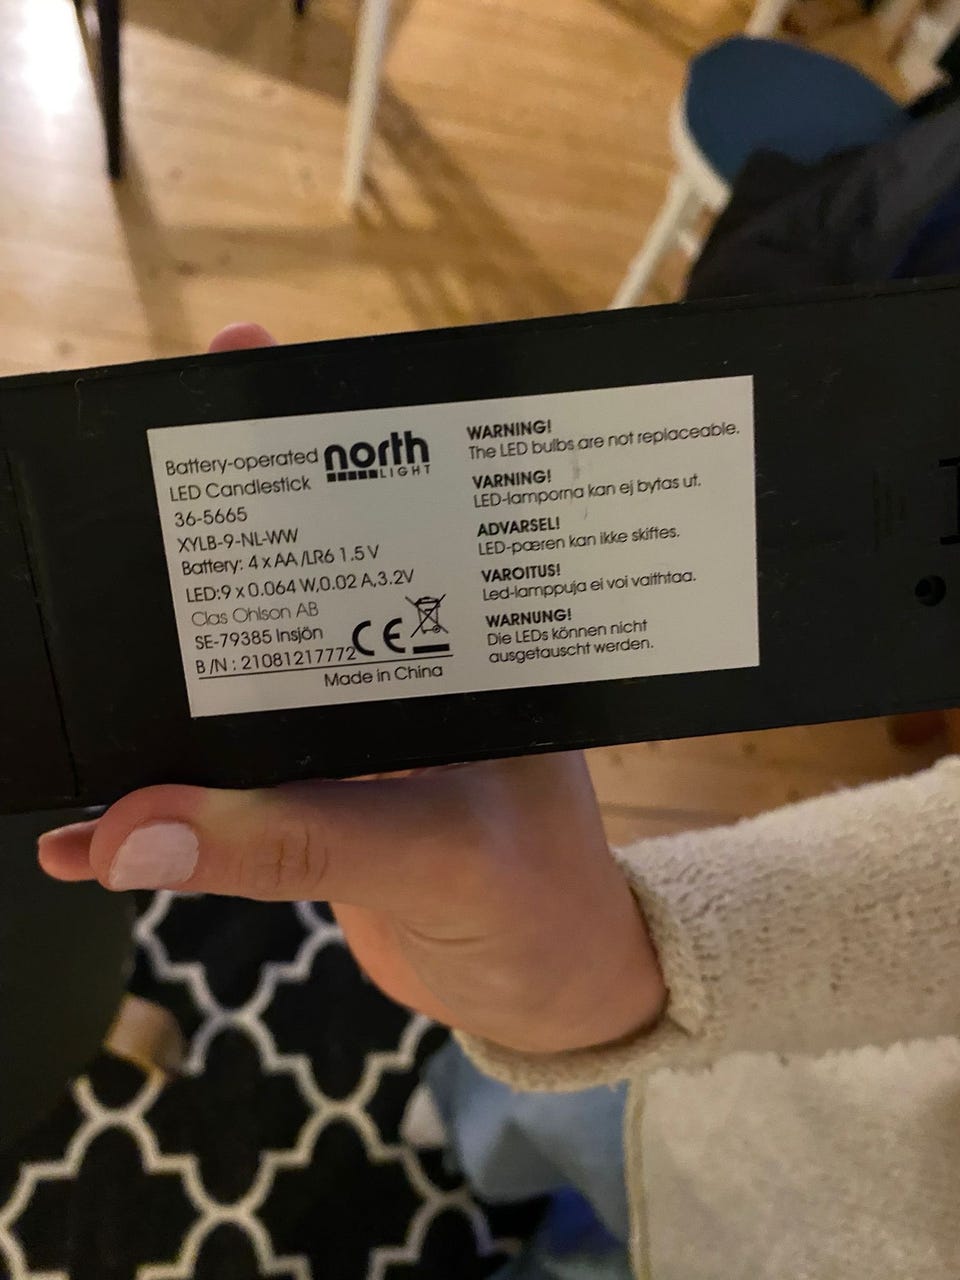 Battery-operated
LED Candlestick
north
LIGHT
36-5665
XYLB-9-NL-WW
Battery: 4 x AA /LR6 1.5 V
LED:9 x 0.064 W,0.02 A,3.2V
Clas Ohlson AB
SE-79385 Insjön
B /N : 21081217772
CE
Made in China
WARNING!
The LED bulbs are not replaceable.
VARNING!
LED-lamporna kan ej bytas ut.
ADVARSEL!
LED-pæren kan ikke skiftes.
VAROITUS!
Led-lamppuja ei voi vaihtaa.
WARNUNG!
Die LEDs können nicht
ausgetauscht werden.